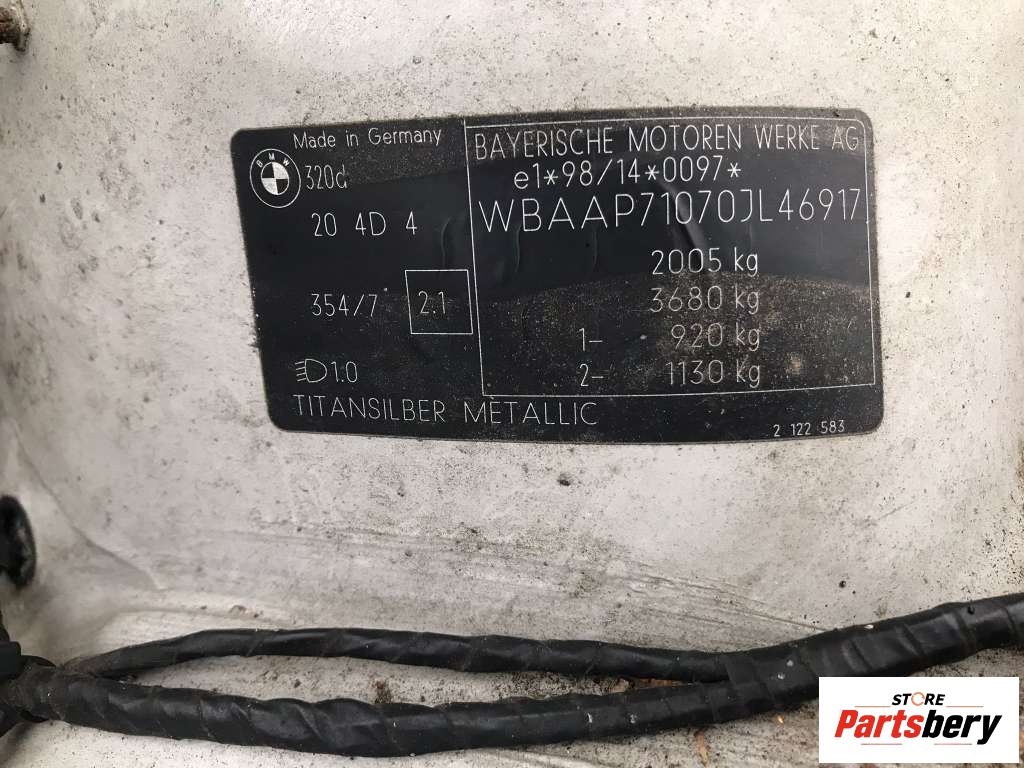 Made in Germany
BMW
320d
20 4D 4
354/7 2.1
1.0
TITANSILBER METALLIC
BAYERISCHE MOTOREN WERKE AG
e1*98/14*0097*
WBAAP71070JL46917
2005 kg
3680 kg
1- 920 kg
2- 1130 kg
2 122 583
STORE
Partsbery